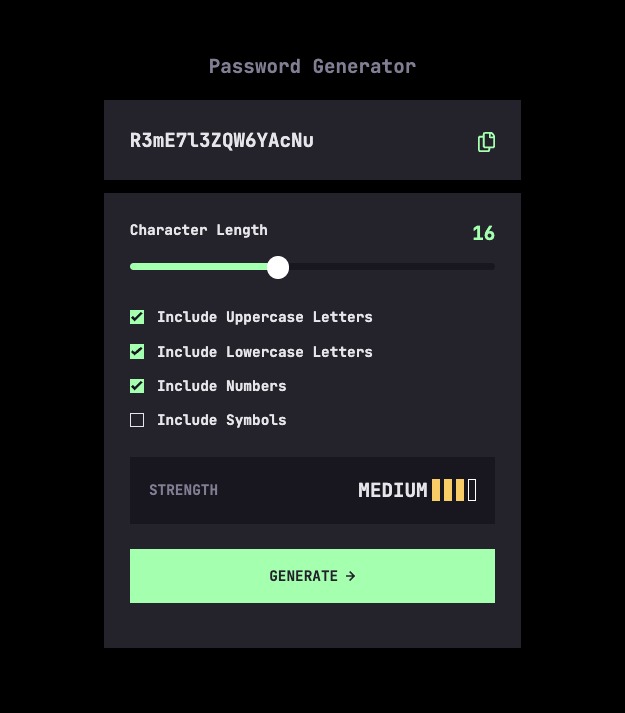 Password Generator
R3mE7l3ZQW6YAcNu
Character Length
16
Include Uppercase Letters
Include Lowercase Letters
Include Numbers
Include Symbols
STRENGTH
MEDIUM
GENERATE →